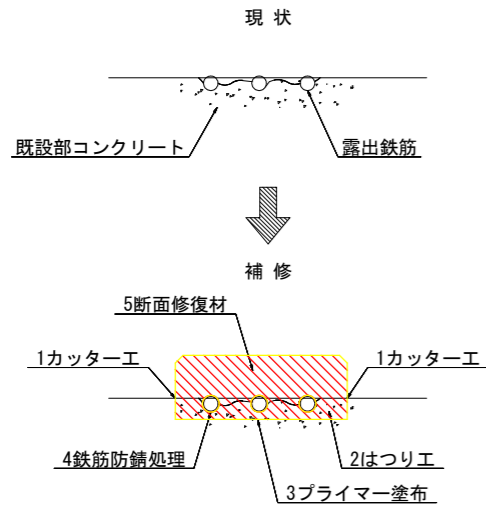 現 状
既設部コンクリート
露出鉄筋
補 修
5断面修復材
1カッター工
1カッター工
4鉄筋防錆処理
2はつり工
3プライマー塗布